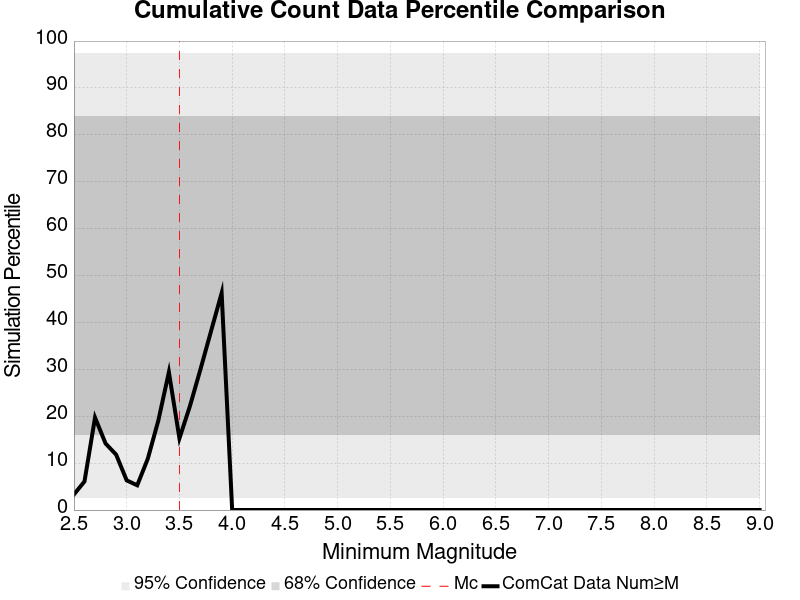 Cumulative Count Data Percentile Comparison
100
90
80
70
60
50
40
30
20
10
0
Simulation Percentile
2.5 3.0 3.5 4.0 4.5 5.0 5.5 6.0 6.5 7.0 7.5 8.0 8.5 9.0
Minimum Magnitude
95% Confidence 68% Confidence Mc ComCat Data Num≥M